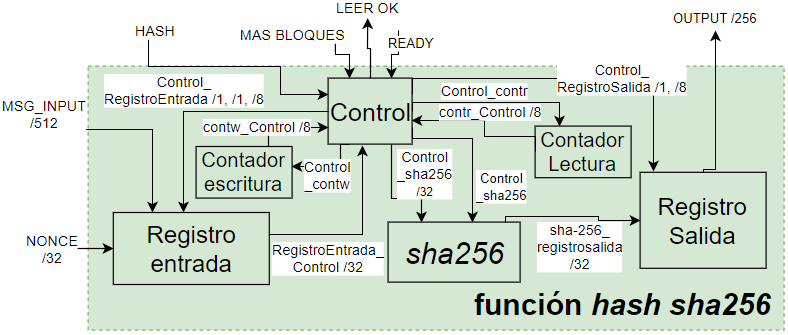 OUTPUT /256
LEER OK
HASH
MAS BLOQUES
READY
Control_
RegistroEntrada /1, /1, /8
Control
Control_contr
Control_
RegistroSalida /1, /8
MSG_INPUT
/512
contw_Control /8
contr_Control /8
Contador
escritura
Control
_contw
Control
_sha256
/32
Control
_sha256
Contador
Lectura
Registro
entrada
NONCE
/32
RegistroEntrada_
Control /32
sha256
sha-256_
registrosalida
/32
Registro
Salida
función hash sha256